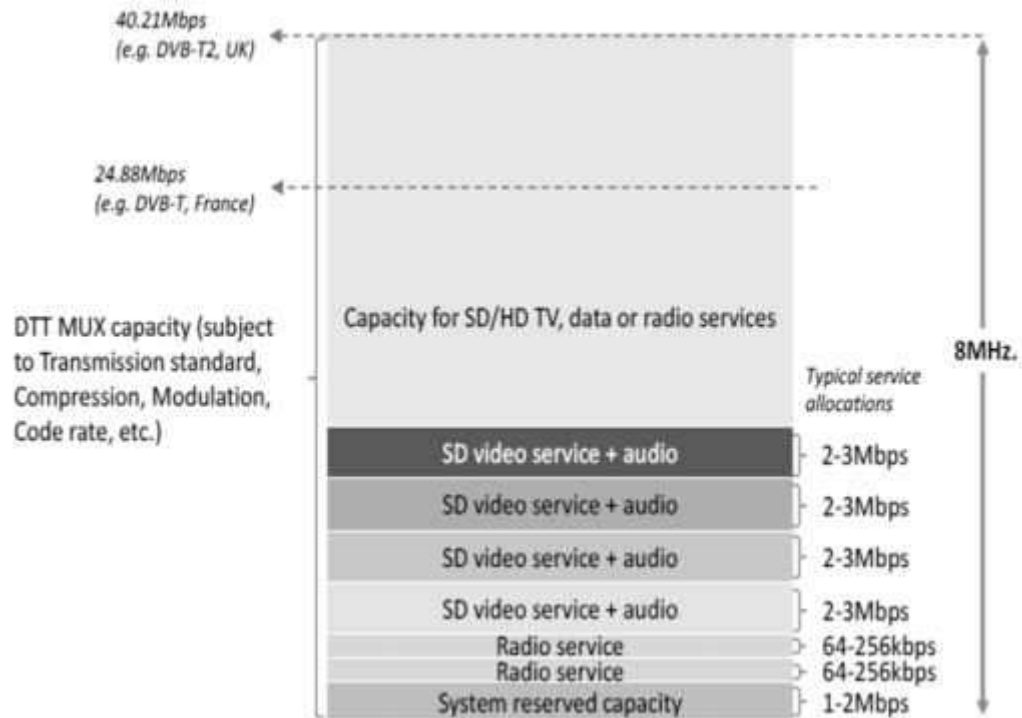 40.21Mbps
(e.g. DVB-T2, UK)
24.88Mbps
(e.g. DVB-T, France)
DTT MUX capacity (subject
to Transmission standard,
Compression, Modulation,
Code rate, etc.)
Capacity for SD/HD TV, data or radio services
8MHz.
Typical service
allocations
SD video service + audio
2-3Mbps
SD video service + audio
2-3Mbps
SD video service + audio
2-3Mbps
SD video service + audio
2-3Mbps
Radio service
64-256kbps
Radio service
64-256kbps
System reserved capacity
1-2Mbps